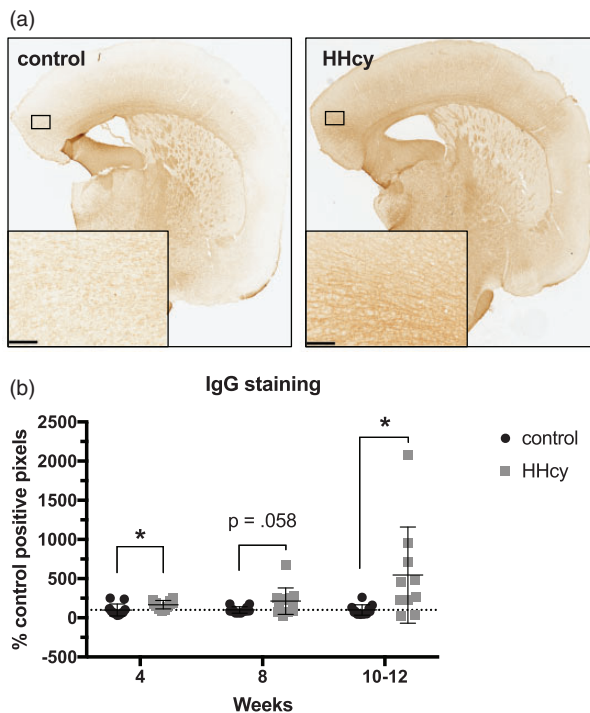 (a)
control
HHcy
(b)
IgG staining
% control positive pixels
2500
2000
1500
1000
500
0
-500
*
p = .058
*
control
HHcy
4
8
10-12
Weeks